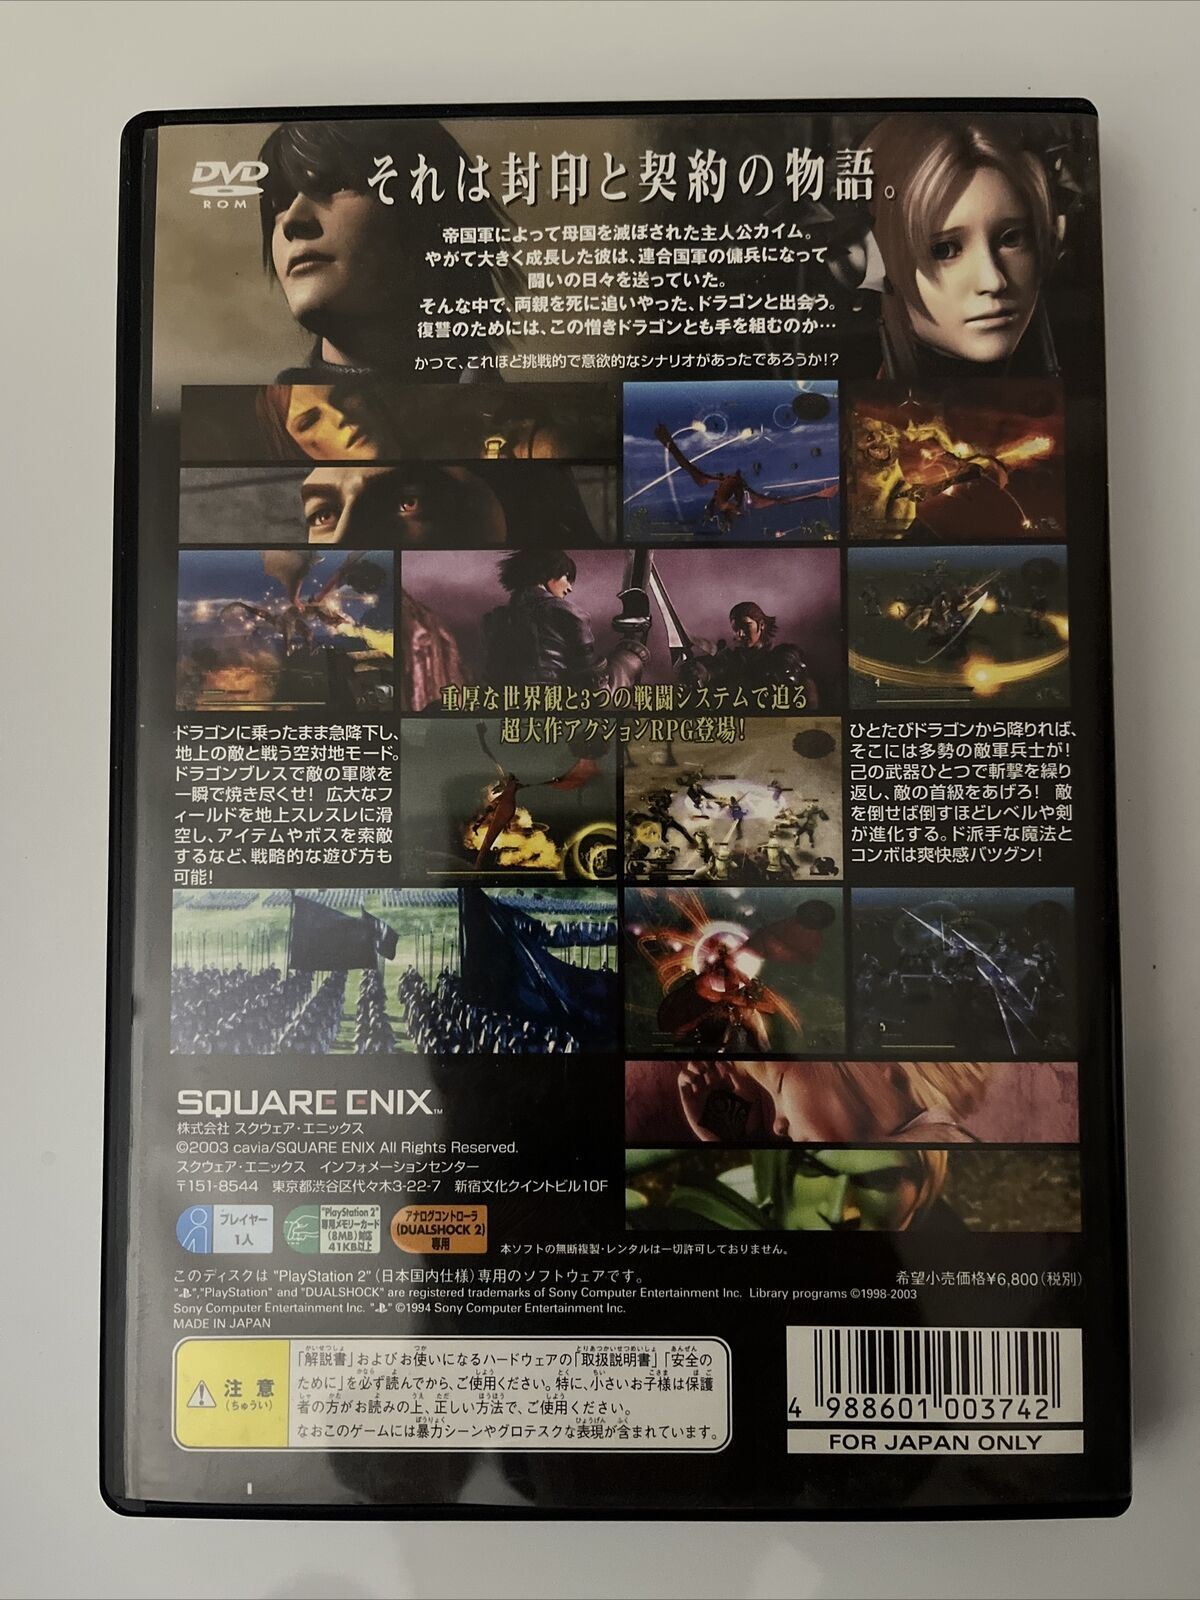 DVD
ROM
それは封印と契約の物語。
帝国軍によって母国を滅ぼされた主人公カイム。
やがて大きく成長した彼は、連合国軍の傭兵になって
闘いの日々を送っていた。
そんな中で、両親を死に追いやった、ドラゴンと出会う。
復讐のためには、この憎きドラゴンとも手を組むのか…
かつて、これほど挑戦的で意欲的なシナリオがあったであろうか!?
重厚な世界観と3つの戦闘システムで迫る
超大作アクションRPG登場!
ドラゴンに乗ったまま急降下し、
地上の敵と戦う空対地モード。
ドラゴンブレスで敵の軍隊を
一瞬で焼き尽くせ! 広大なフ
ィールドを地上スレスレに滑
空し、アイテムやボスを索敵
するなど、戦略的な遊び方も
可能!
ひとたびドラゴンから降りれば、
そこには多勢の敵軍兵士が!
己の武器ひとつで斬撃を繰り
返し、敵の首級をあげろ! 敵
を倒せば倒すほどレベルや剣
が進化する。ド派手な魔法と
コンボは爽快感バツグン!
SQUARE ENIX™
株式会社 スクウェア・エニックス
©2003 cavia/SQUARE ENIX All Rights Reserved.
スクウェア・エニックス インフォメーションセンター
〒151-8544 東京都渋谷区代々木3-22-7 新宿文化クイントビル10F
プレイヤー
1人
"PlayStation 2"
専用メモリーカード
(8MB)対応
41KB以上
アナログコントローラ
(DUALSHOCK 2)
専用
本ソフトの無断複製・レンタルは一切許可しておりません。
このディスクは "PlayStation 2" (日本国内仕様) 専用のソフトウェアです。
希望小売価格¥6,800(税別)
" ","PlayStation" and "DUALSHOCK" are registered trademarks of Sony Computer Entertainment Inc. Library programs ©1998-2003
Sony Computer Entertainment Inc. " " ©1994 Sony Computer Entertainment Inc.
MADE IN JAPAN
注意
(ちゅうい)
「解説書」およびお使いになるハードウェアの「取扱説明書」「安全の
ために」を必ず読んでから、ご使用ください。特に、小さいお子様は保護
者の方がお読みの上、正しい方法で、ご使用ください。
なおこのゲームには暴力シーンやグロテスクな表現が含まれています。
4 988601 003742
FOR JAPAN ONLY